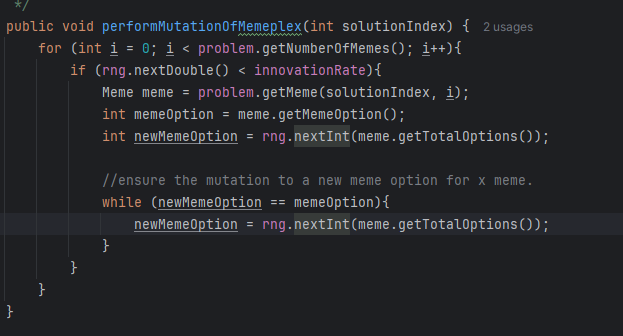 */
public void performMutationOfMemeplex(int solutionIndex) { 2 usages
for (int i = 0; i < problem.getNumberOfMemes(); i++){
if (rng.nextDouble() < innovationRate){
Meme meme = problem.getMeme(solutionIndex, i);
int memeOption = meme.getMemeOption();
int newMemeOption = rng.nextInt(meme.getTotalOptions());
//ensure the mutation to a new meme option for x meme.
while (newMemeOption == memeOption){
newMemeOption = rng.nextInt(meme.getTotalOptions());
}
}
}
}